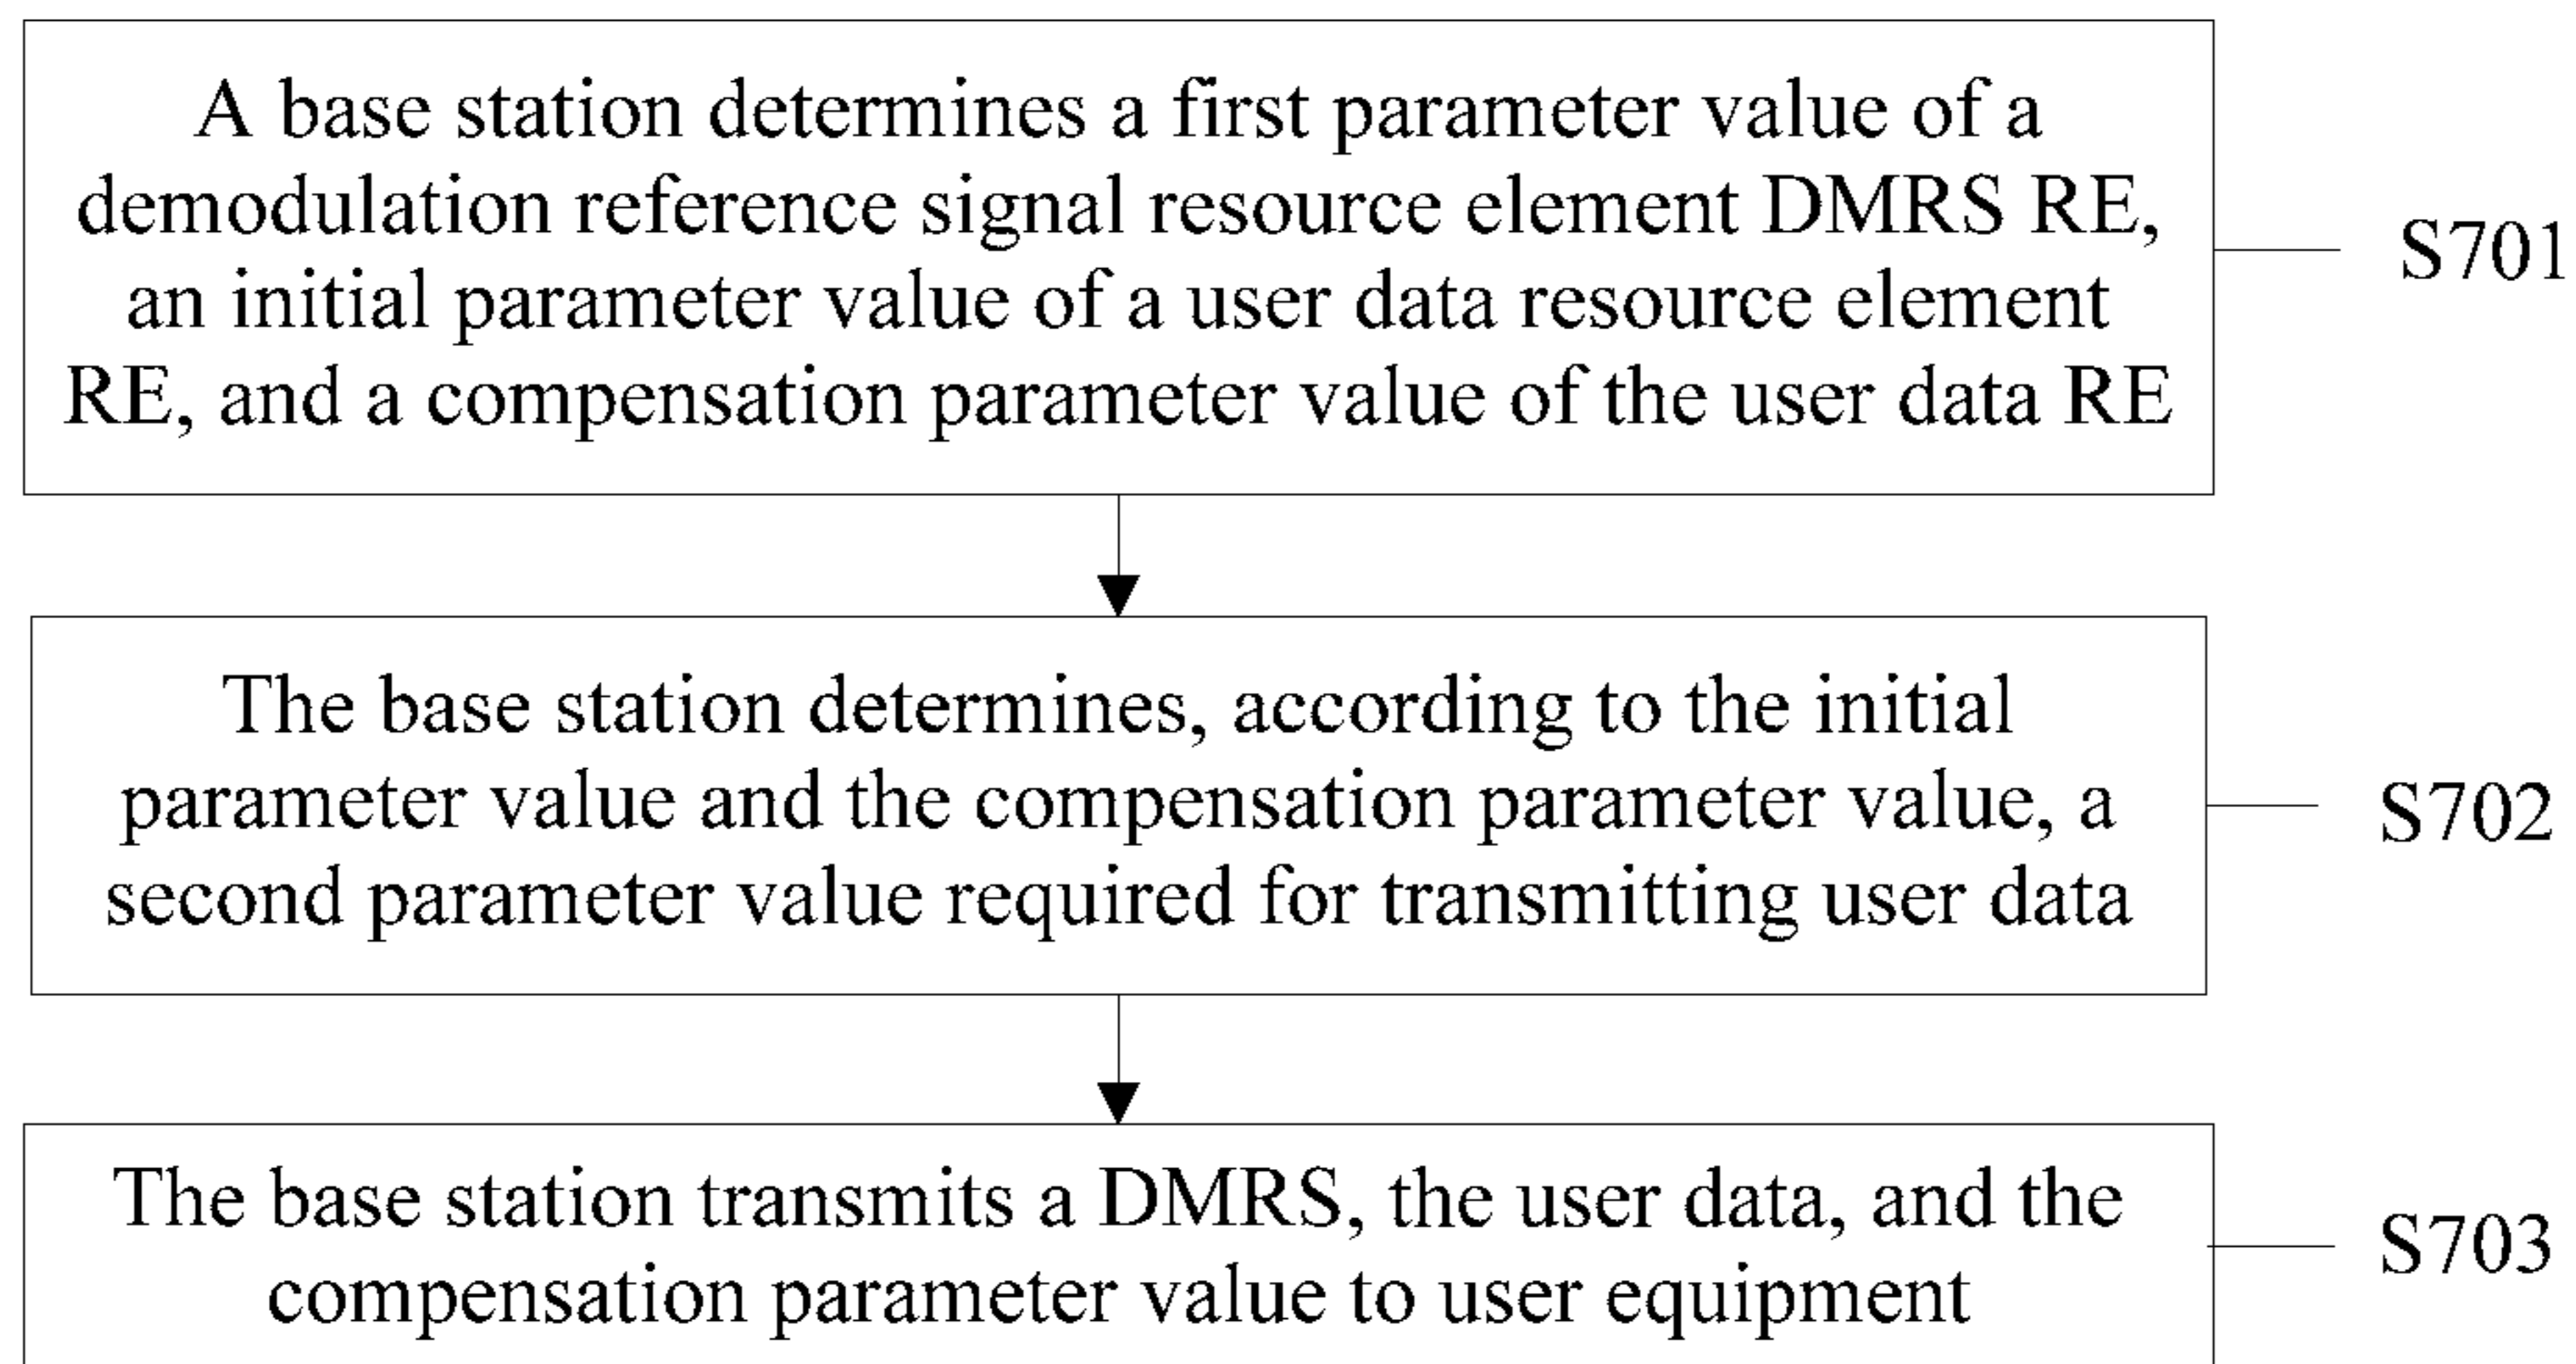 A base station determines a first parameter value of a
demodulation reference signal resource element DMRS RE,
an initial parameter value of a user data resource element
RE, and a compensation parameter value of the user data RE
S701
The base station determines, according to the initial
parameter value and the compensation parameter value, a
second parameter value required for transmitting user data
S702
The base station transmits a DMRS, the user data, and the
compensation parameter value to user equipment
S703